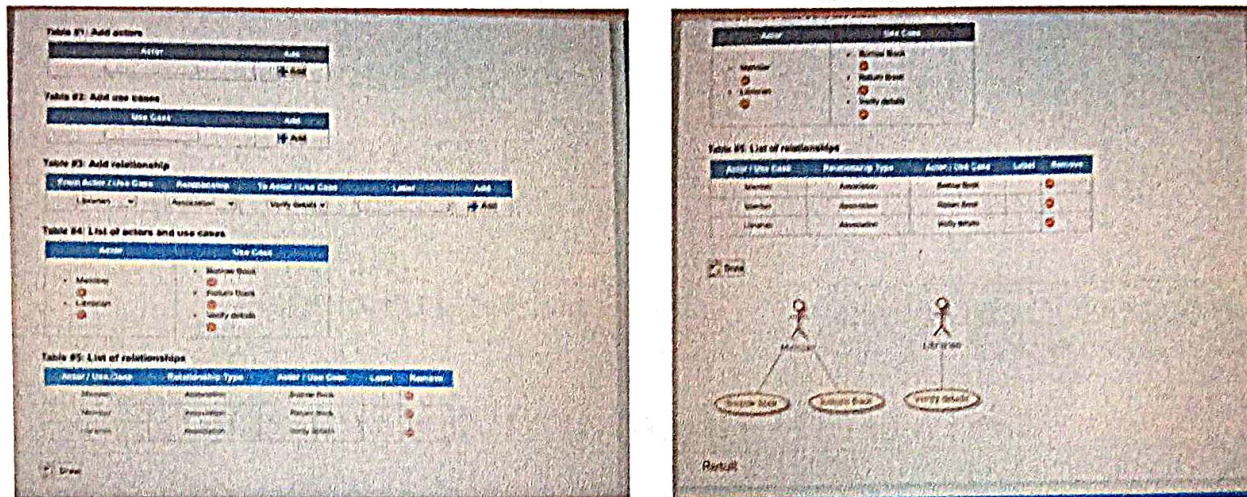 Table #1: Add actors
Actor Add
Add
Table #2: Add use cases
Use Case Add
Add
Table #3: Add relationship
From Actor / Use Case Relationship To Actor / Use Case Label Add
Librarian Association Verify details Add
Table #4: List of actors and use cases
Actor Use Case
Borrow Book
Member
Return Book
Librarian
Verify details
Table #5: List of relationships
Actor / Use Case Relationship Type Actor / Use Case Label Remove
Member Association Borrow Book
Member Association Return Book
Librarian Association Verify details
Draw
Actor Use Case
Borrow Book
Member
Return Book
Librarian
Verify details
Table #5: List of relationships
Actor / Use Case Relationship Type Actor / Use Case Label Remove
Member Association Borrow Book
Member Association Return Book
Librarian Association Verify details
Draw
Member Librarian
Borrow Book Return Book Verify details